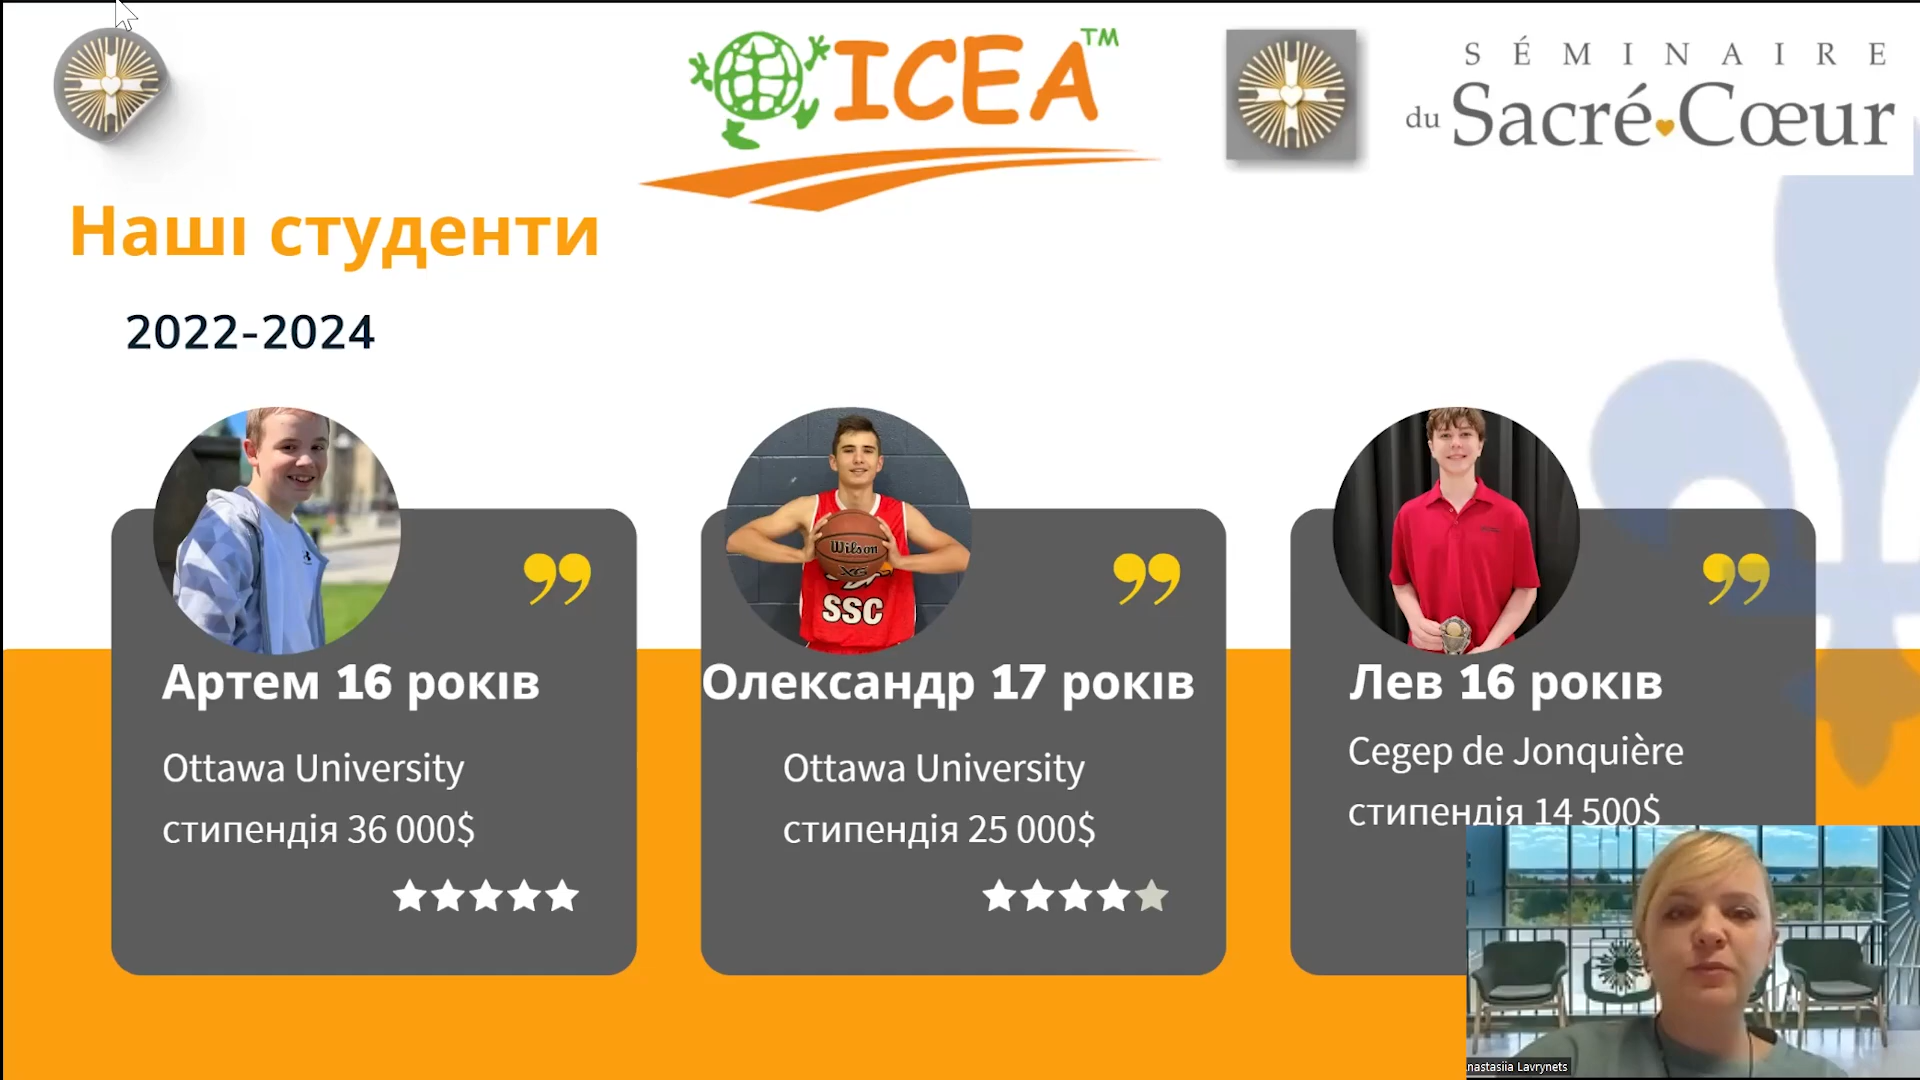 ICEA™
SÉMINAIRE
du Sacré Cœur
Наші студенти
2022-2024
Wilson
SSC
Артем 16 років
Ottawa University
стипендія 36 000$
Олександр 17 років
Ottawa University
стипендія 25 000$
Лев 16 років
Cegep de Jonquière
стипендія 14 500$
Lavrynets